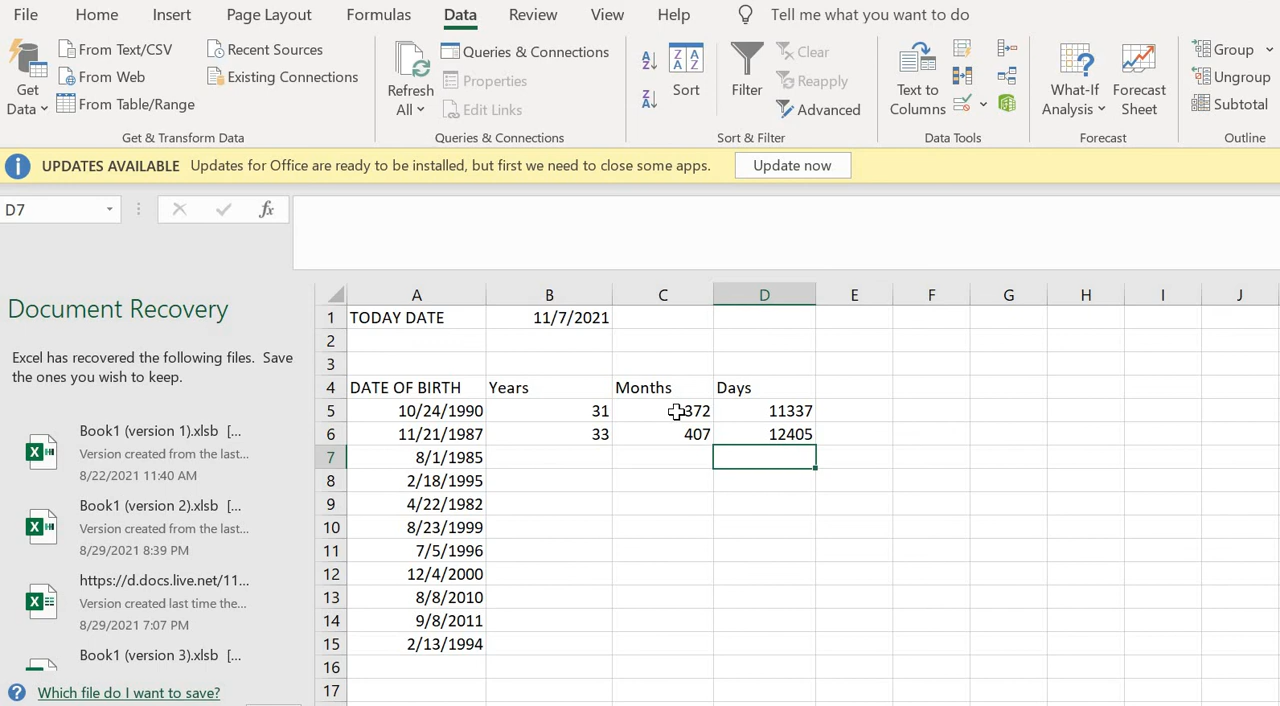 File Home Insert Page Layout Formulas Data Review View Help Tell me what you want to do
Get Data
From Text/CSV
From Web
From Table/Range
Recent Sources
Existing Connections
Get & Transform Data
Refresh All
Queries & Connections
Properties
Edit Links
Queries & Connections
Sort
Filter
Clear
Reapply
Advanced
Sort & Filter
Text to Columns
Data Tools
What-If Analysis
Forecast Sheet
Forecast
Group
Ungroup
Subtotal
Outline
UPDATES AVAILABLE Updates for Office are ready to be installed, but first we need to close some apps. Update now
D7 fx
Document Recovery
Excel has recovered the following files. Save
the ones you wish to keep.
Book1 (version 1).xlsb [...
Version created from the last...
8/22/2021 11:40 AM
Book1 (version 2).xlsb [...
Version created from the last...
8/29/2021 8:39 PM
https://d.docs.live.net/11...
Version created last time the...
8/29/2021 7:07 PM
Book1 (version 3).xlsb [...
Which file do I want to save?
A B C D E F G H I J
1 TODAY DATE 11/7/2021
2
3
4 DATE OF BIRTH Years Months Days
5 10/24/1990 31 372 11337
6 11/21/1987 33 407 12405
7 8/1/1985
8 2/18/1995
9 4/22/1982
10 8/23/1999
11 7/5/1996
12 12/4/2000
13 8/8/2010
14 9/8/2011
15 2/13/1994
16
17